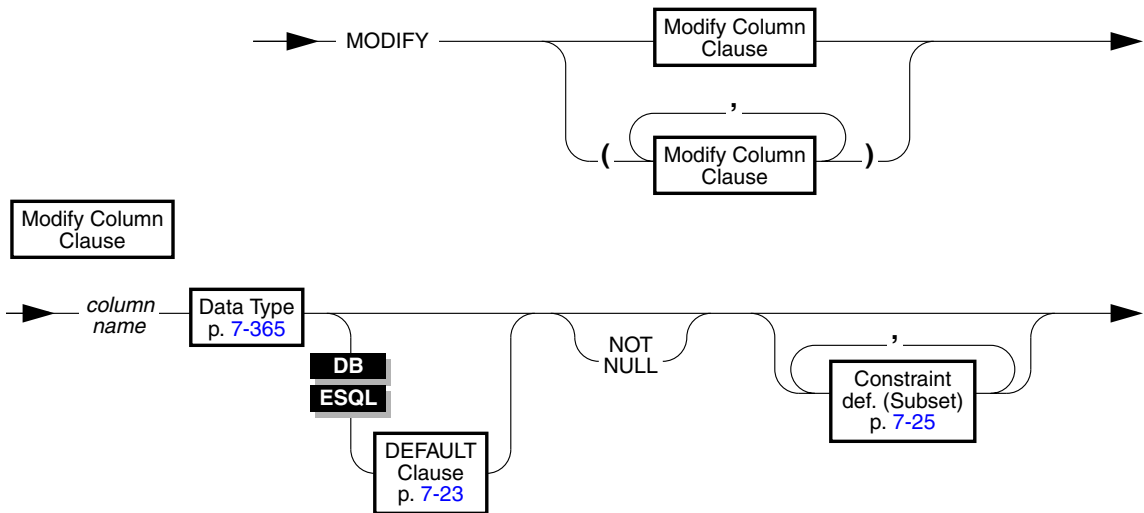 MODIFY
Modify Column
Clause
,
(
Modify Column
Clause
)
Modify Column
Clause
column
name
Data Type
p. 7-365
DB
ESQL
DEFAULT
Clause
p. 7-23
NOT
NULL
,
Constraint
def. (Subset)
p. 7-25